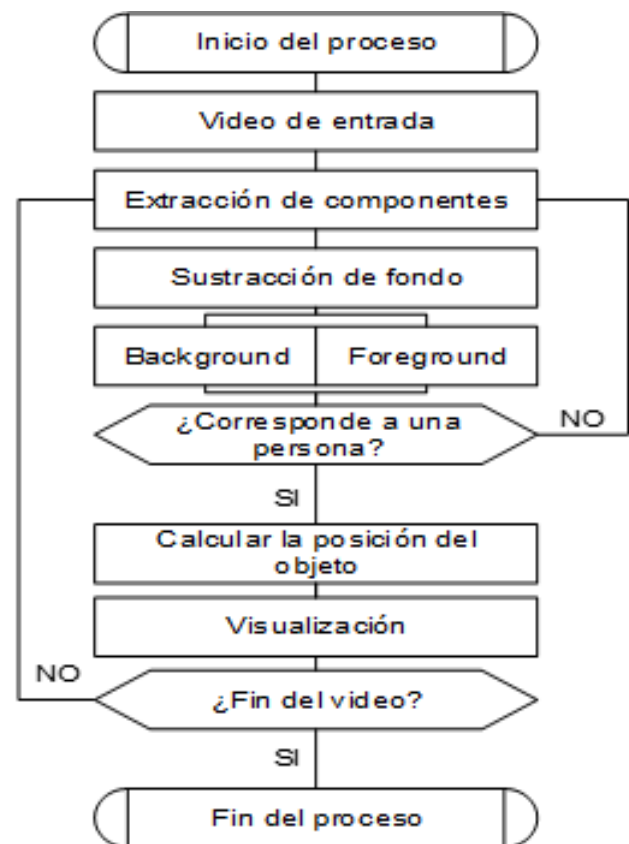 Inicio del proceso
Video de entrada
Extracción de componentes
Sustracción de fondo
Background
Foreground
¿Corresponde a una
persona?
NO
SI
Calcular la posición del
objeto
Visualización
NO
¿Fin del video?
SI
Fin del proceso